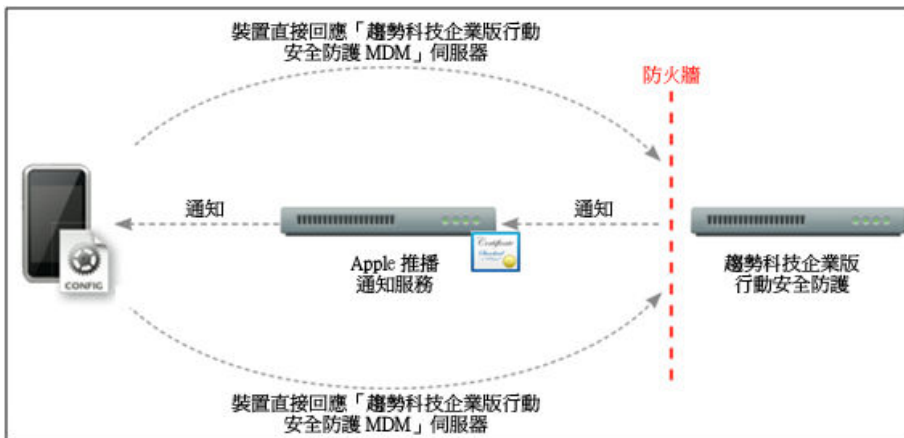 裝置直接回應「趨勢科技企業版行動
安全防護 MDM」伺服器
防火牆
通知
通知
Certificate
Apple 推播
通知服務
趨勢科技企業版
行動安全防護
CONFIG
裝置直接回應「趨勢科技企業版行動
安全防護 MDM」伺服器